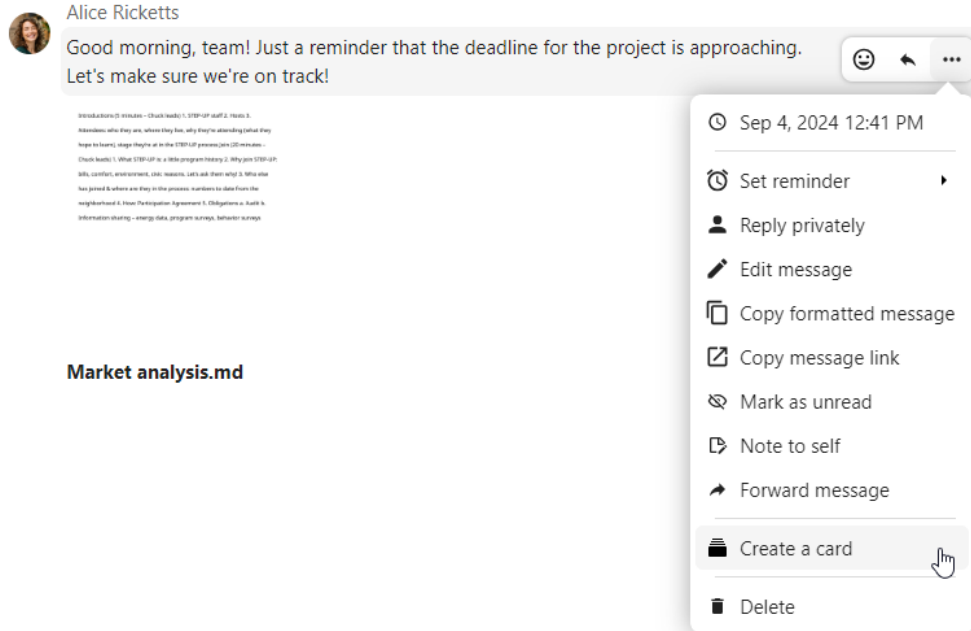 Alice Ricketts
Good morning, team! Just a reminder that the deadline for the project is approaching.
Let's make sure we're on track!
Introductions (5 minutes – Chuck leads) 1. STEP-UP staff 2. Hosts 3.
Attendees: who they are, where they live, why they're attending (what they
hope to learn), stage they're at in the STEP-UP process Join (20 minutes –
Chuck leads) 1. What STEP-UP is: a little program history 2. Why join STEP-UP:
bills, comfort, environment, civic reasons. Let's ask them why! 3. Who else
has joined & where are they in the process: numbers to date from the
neighborhood 4. How: Participation Agreement 5. Obligations a. Audit b.
Information sharing – energy data, program surveys, behavior surveys
Market analysis.md
Sep 4, 2024 12:41 PM
Set reminder
Reply privately
Edit message
Copy formatted message
Copy message link
Mark as unread
Note to self
Forward message
Create a card
Delete